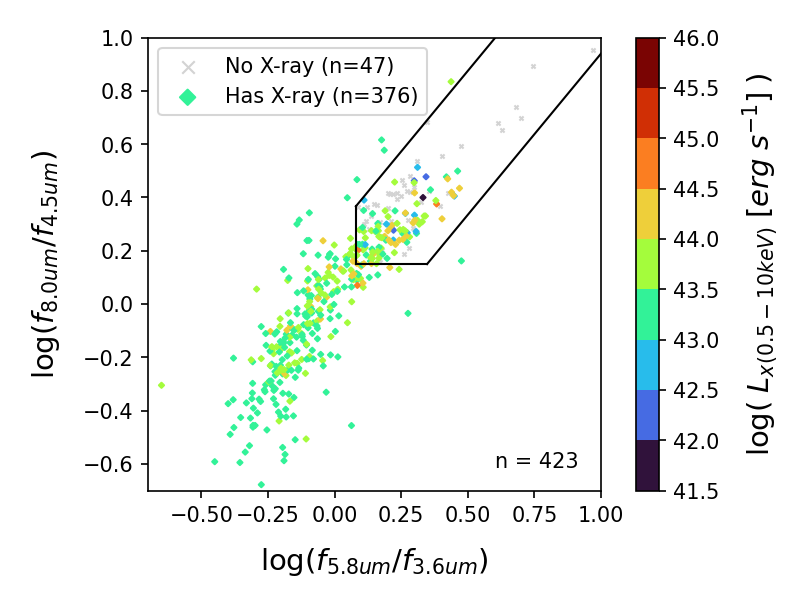 No X-ray (n=47)
Has X-ray (n=376)
1.0
0.8
0.6
0.4
0.2
0.0
−0.2
−0.4
−0.6
log(f8.0um/f4.5um)
n = 423
−0.50 −0.25 0.00 0.25 0.50 0.75 1.00
log(f5.8um/f3.6um)
46.0
45.5
45.0
44.5
44.0
43.5
43.0
42.5
42.0
41.5
log( Lx(0.5−10keV) [erg s−1] )